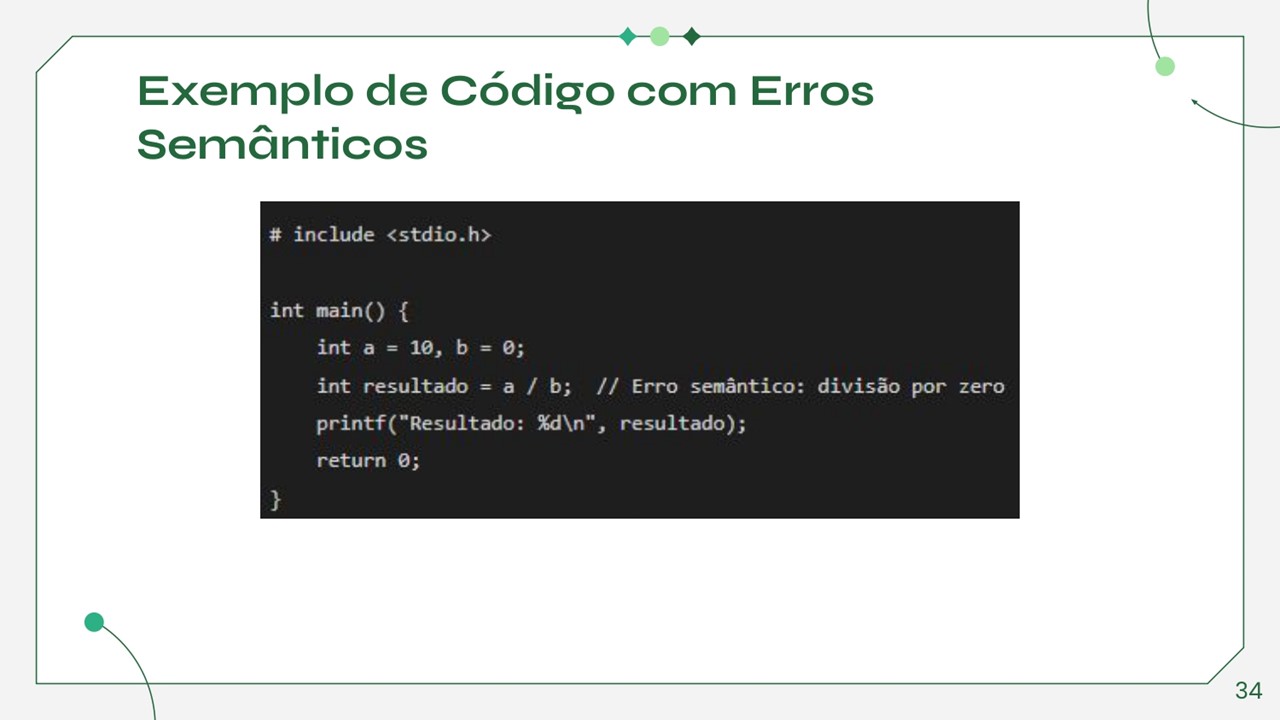 Exemplo de Código com Erros
Semânticos
# include <stdio.h>
int main() {
    int a = 10, b = 0;
    int resultado = a / b;  // Erro semântico: divisão por zero
    printf("Resultado: %d\n", resultado);
    return 0;
}
34